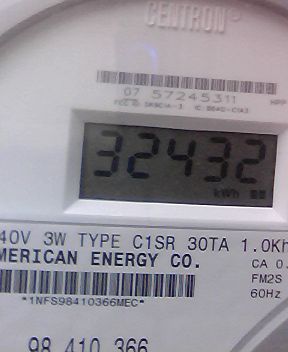 CENTRON®
07 57245311
32432
kWh
40V 3W TYPE C1SR 30TA 1.0Kh
MERICAN ENERGY CO.
CA 0.
FM2S
60Hz
*1NFS98410366MEC*
98 410 366